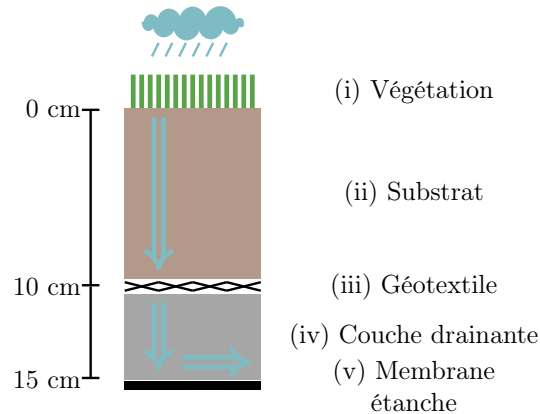 (i) Végétation
0 cm
(ii) Substrat
10 cm
(iii) Géotextile
(iv) Couche drainante
15 cm
(v) Membrane
étanche